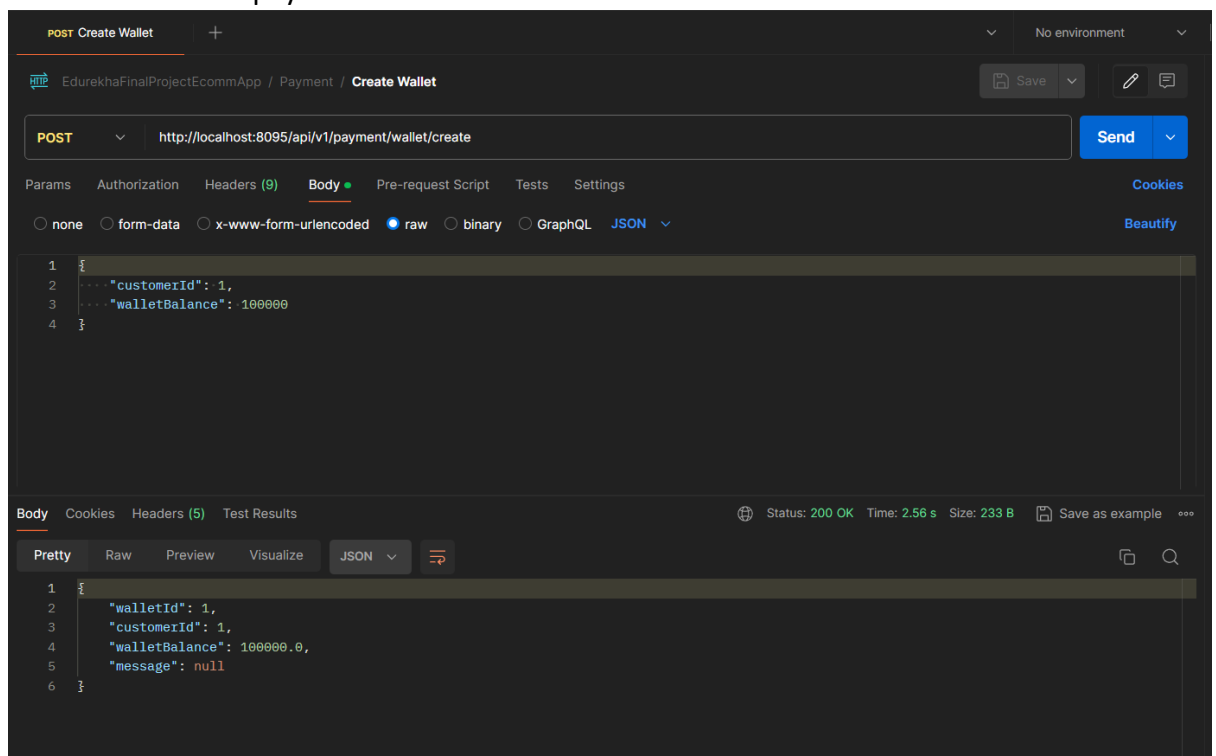 POST Create Wallet
No environment
HTTP EdurekhaFinalProjectEcommApp / Payment / Create Wallet
Save
POST http://localhost:8095/api/v1/payment/wallet/create
Send
Params Authorization Headers (9) Body Pre-request Script Tests Settings Cookies
none form-data x-www-form-urlencoded raw binary GraphQL JSON Beautify
1 {
2 "customerId": 1,
3 "walletBalance": 100000
4 }
Body Cookies Headers (5) Test Results Status: 200 OK Time: 2.56 s Size: 233 B Save as example
Pretty Raw Preview Visualize JSON
1 {
2 "walletId": 1,
3 "customerId": 1,
4 "walletBalance": 100000.0,
5 "message": null
6 }